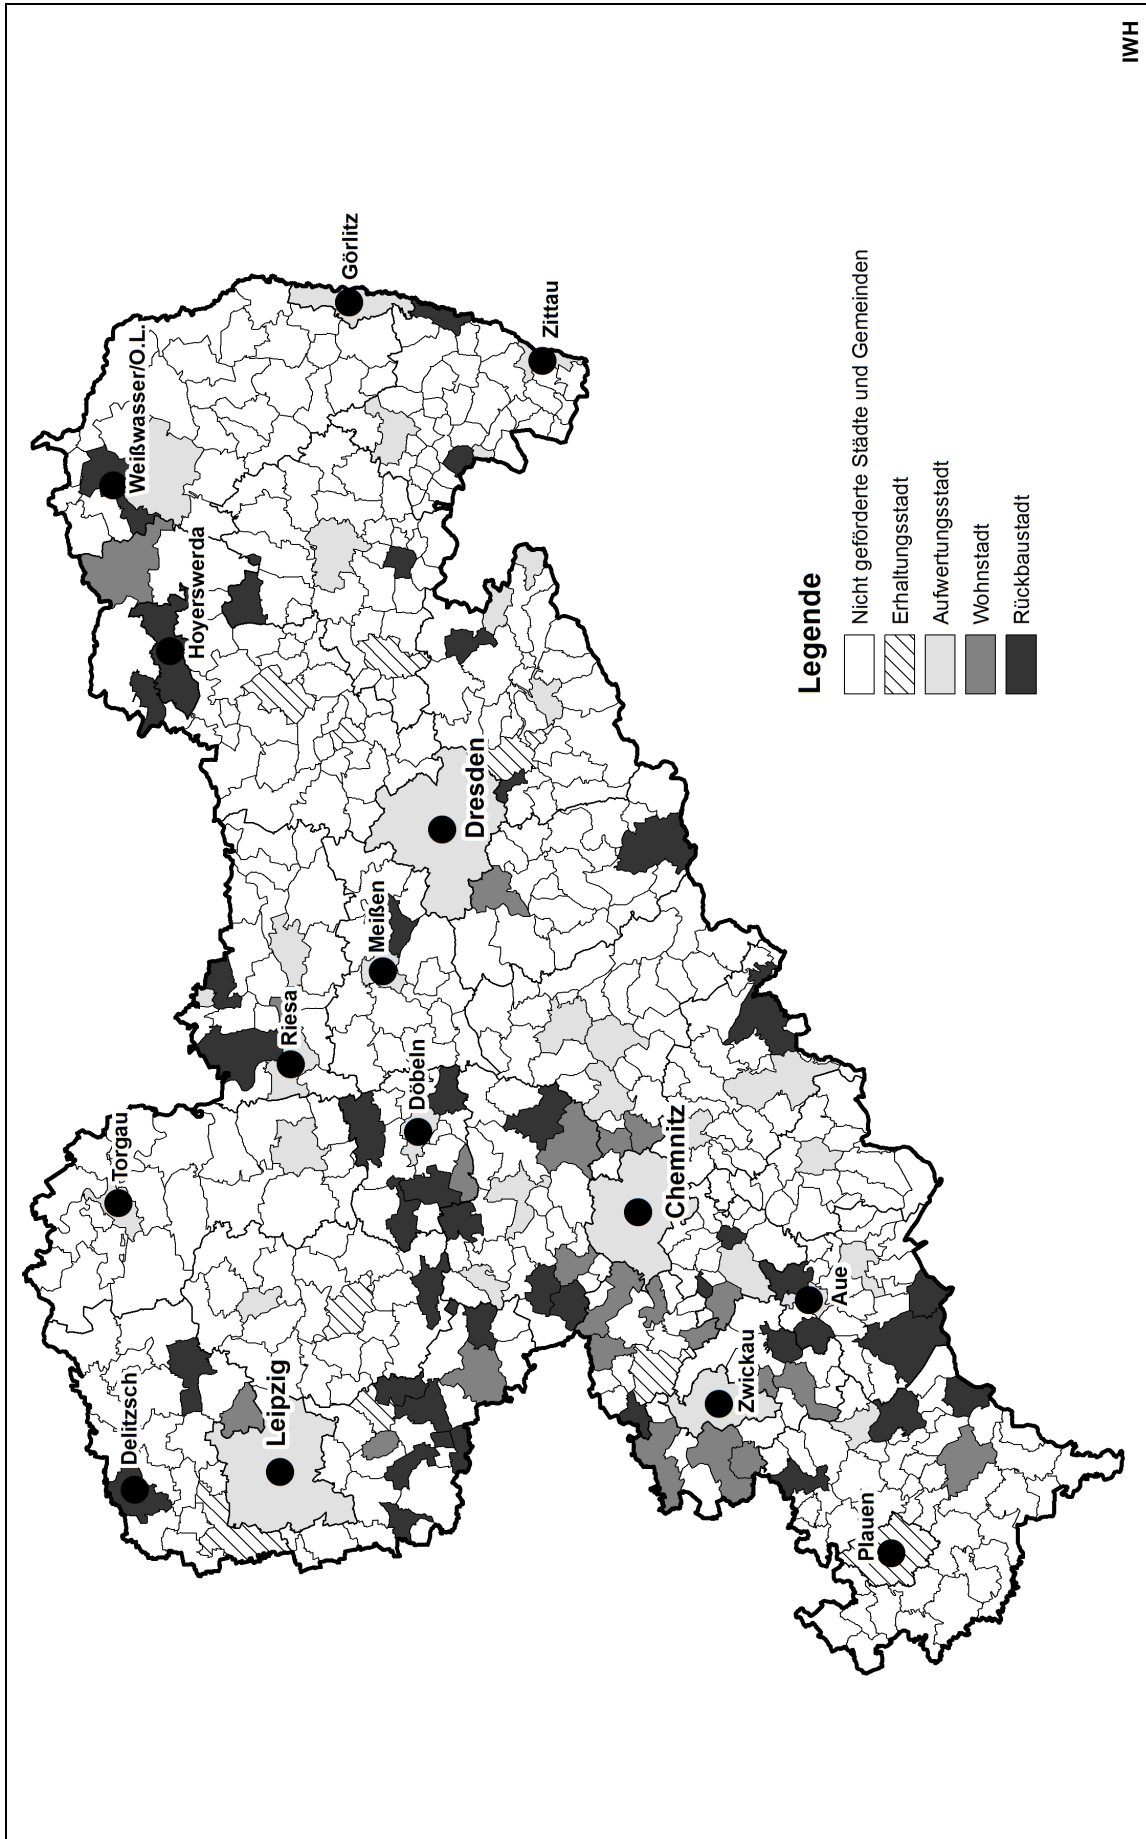 Delitzsch
Torgau
Leipzig
Riesa
Döbeln
Meißen
Dresden
Hoyerswerda
Weißwasser/O.L.
Görlitz
Zittau
Chemnitz
Zwickau
Aue
Plauen
Legende
Nicht geförderte Städte und Gemeinden
Erhaltungsstadt
Aufwertungsstadt
Wohnstadt
Rückbaustadt
IWH